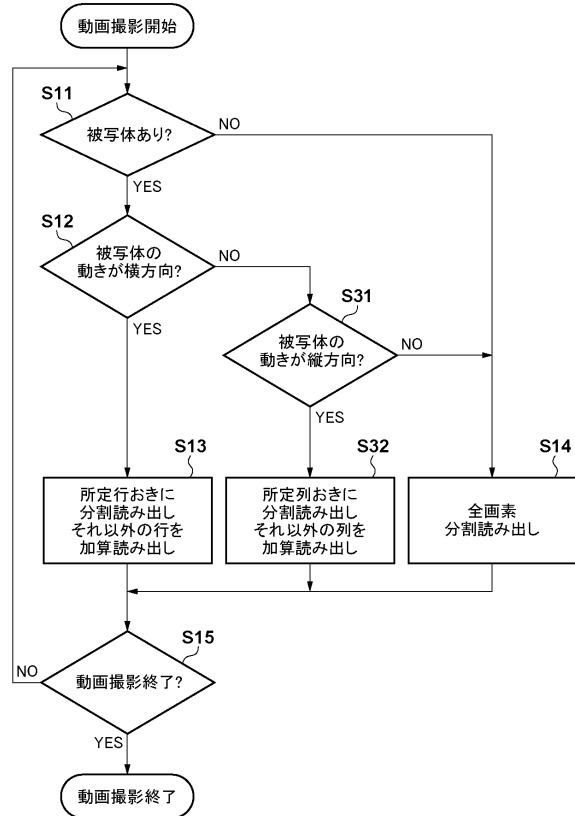 動画撮影開始
S11
被写体あり?
NO
YES
S12
被写体の
動きが横方向?
NO
YES
S31
被写体の
動きが縦方向?
NO
YES
S13
所定行おきに
分割読み出し
それ以外の行を
加算読み出し
S32
所定列おきに
分割読み出し
それ以外の列を
加算読み出し
S14
全画素
分割読み出し
S15
動画撮影終了?
NO
YES
動画撮影終了